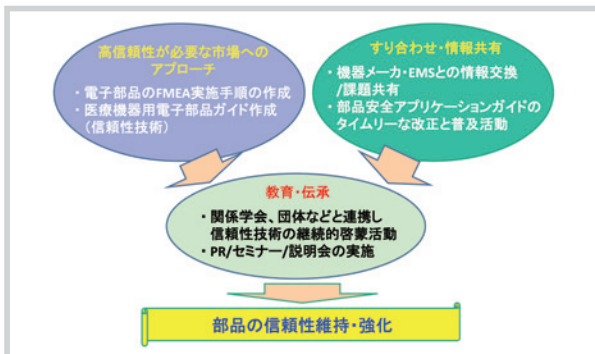 高信頼性が必要な市場への
アプローチ
・電子部品のFMEA実施手順の作成
・医療機器用電子部品ガイド作成
（信頼性技術）
すり合わせ・情報共有
・機器メーカ・EMSとの情報交換
/課題共有
・部品安全アプリケーションガイドの
タイムリーな改正と普及活動
教育・伝承
・関係学会、団体などと連携し
信頼性技術の継続的啓蒙活動
・PR/セミナー/説明会の実施
部品の信頼性維持・強化